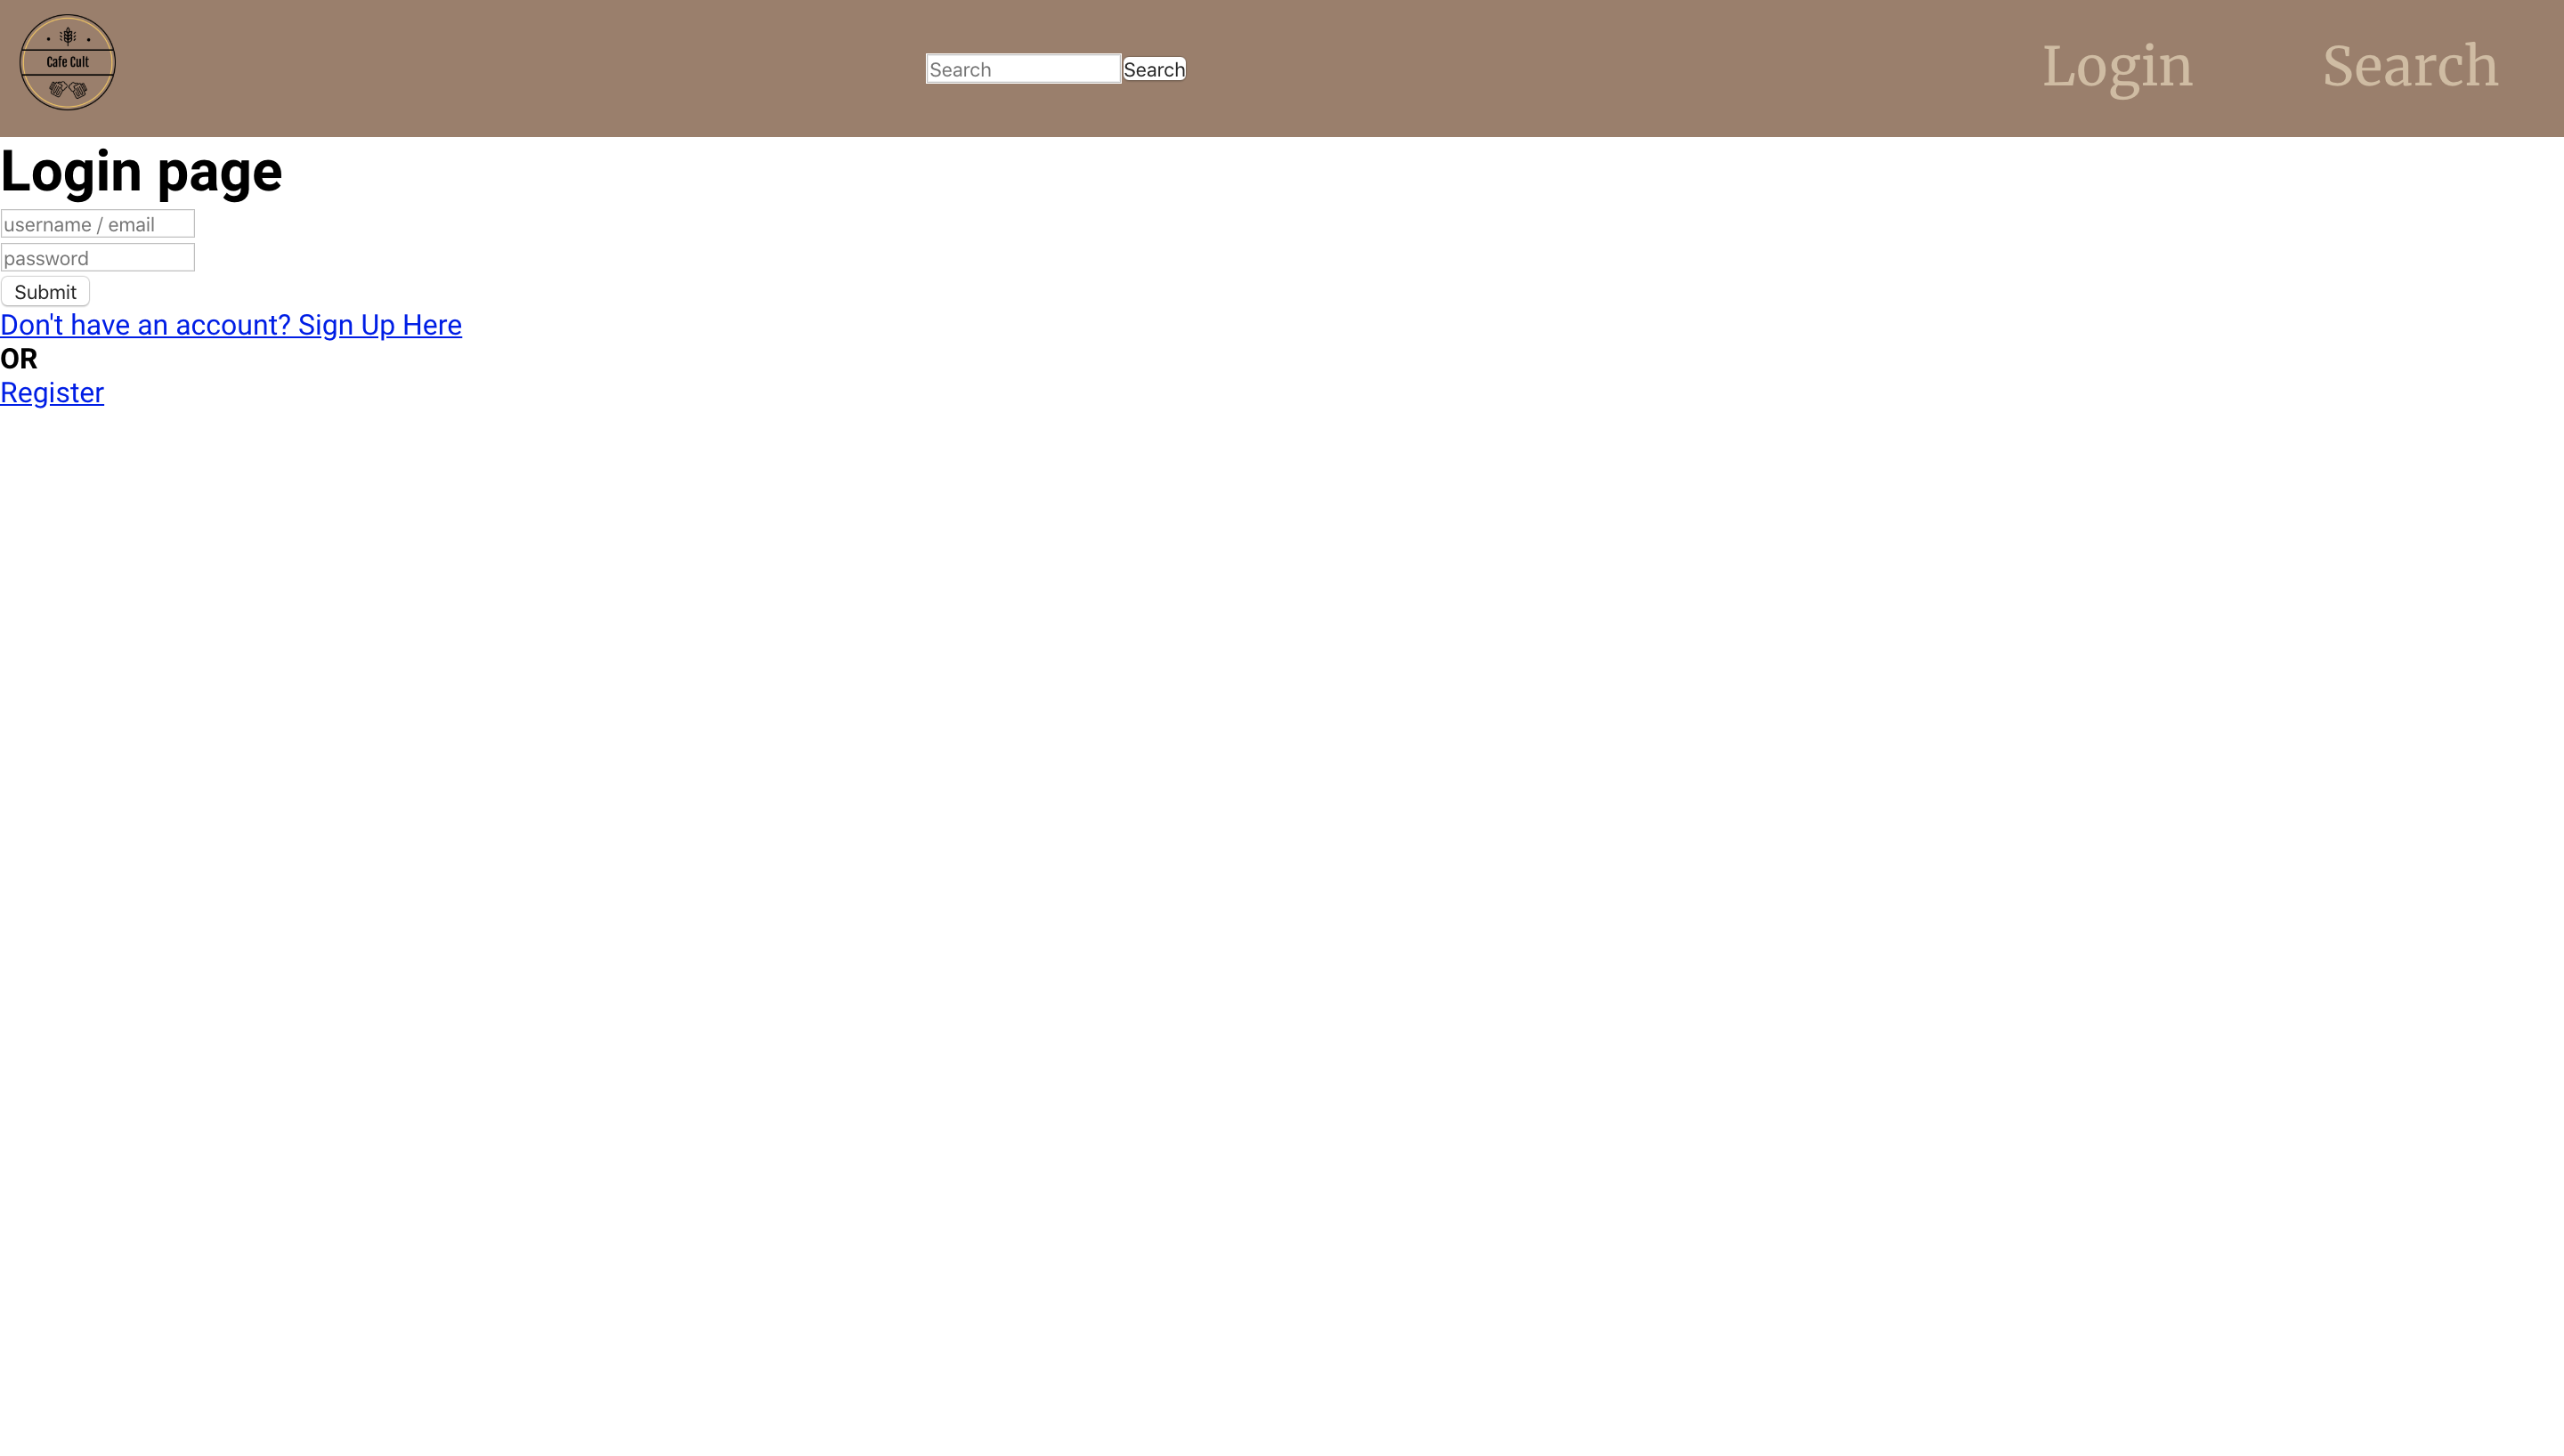 Cafe Cult
Search Search
Login Search
Login page
username / email
password
Submit
Don't have an account? Sign Up Here
OR
Register